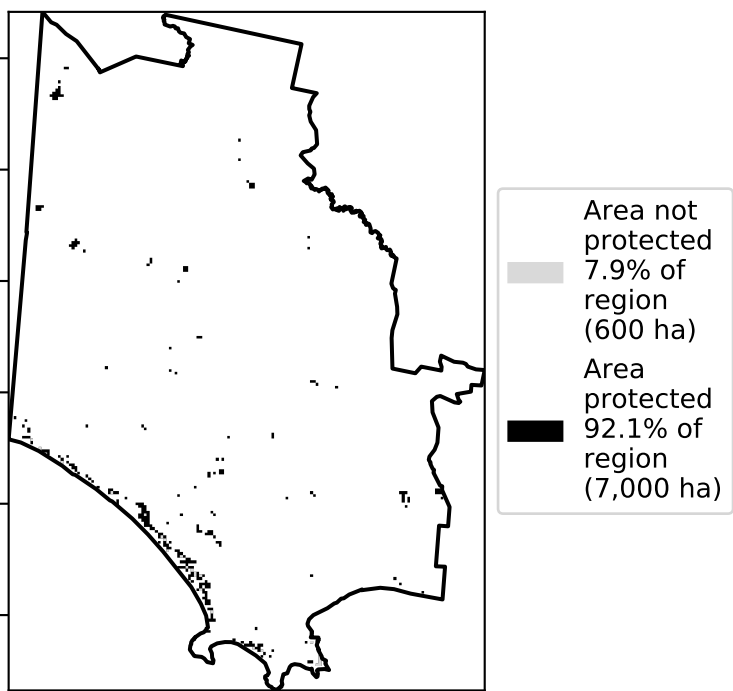 Area not
protected
7.9% of
region
(600 ha)
Area
protected
92.1% of
region
(7,000 ha)